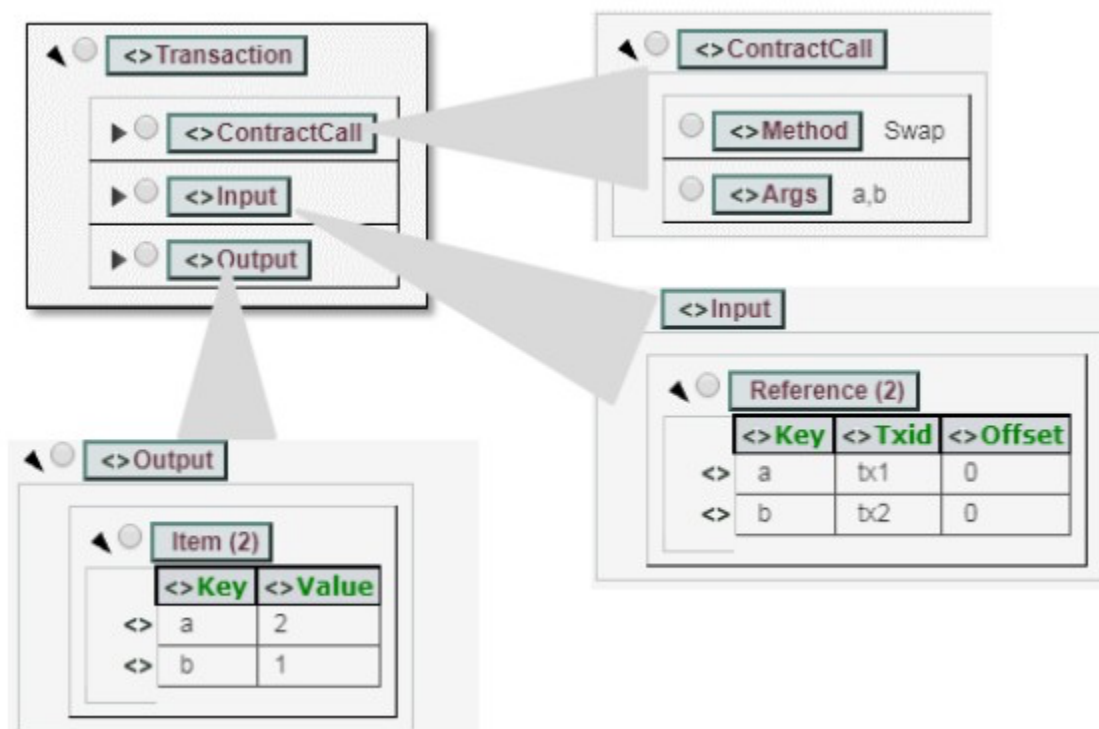 <>Transaction
<>ContractCall
<>Input
<>Output
<>ContractCall
<>Method Swap
<>Args a,b
<>Input
Reference (2)
<>Key <>Txid <>Offset
<> a tx1 0
<> b tx2 0
<>Output
Item (2)
<>Key <>Value
<> a 2
<> b 1